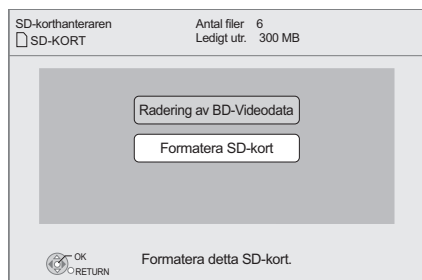 SD-korthanteraren
SD-KORT
Antal filer 6
Ledigt utr. 300 MB
Radering av BD-Videodata
Formatera SD-kort
OK
RETURN
Formatera detta SD-kort.